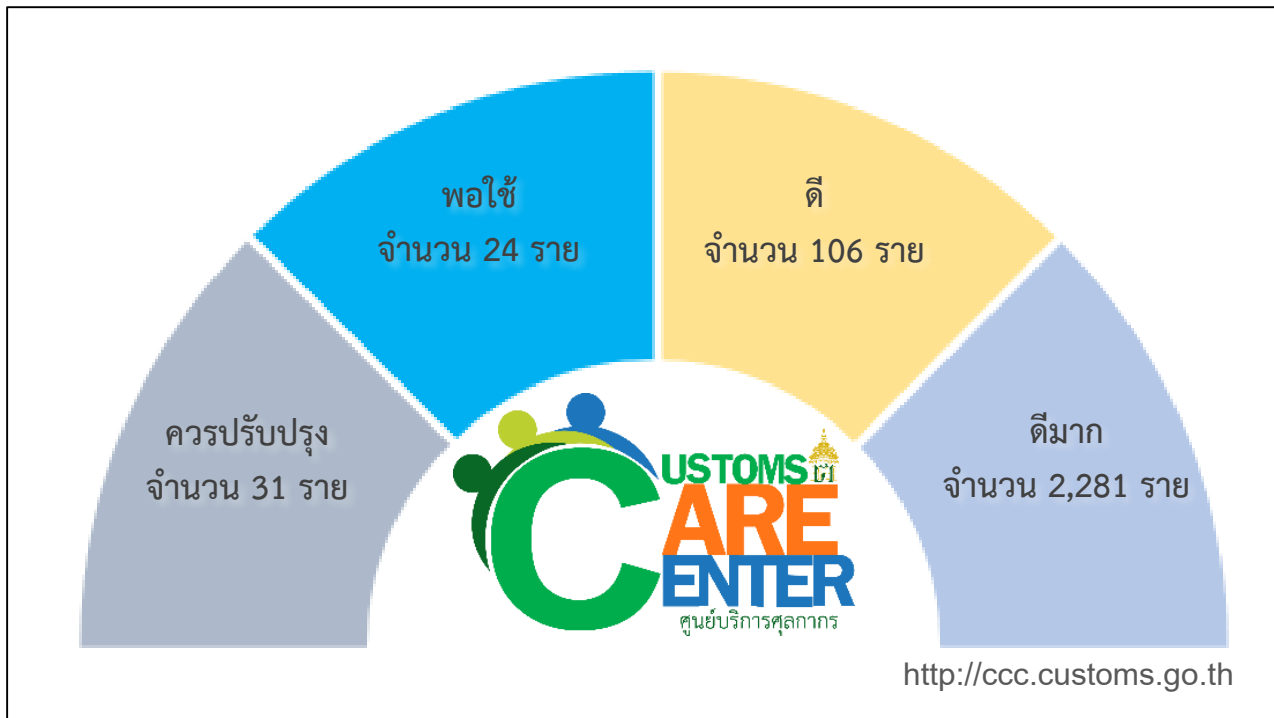 พอใช้
จำนวน 24 ราย
ดี
จำนวน 106 ราย
ควรปรับปรุง
จำนวน 31 ราย
ดีมาก
จำนวน 2,281 ราย
CUSTOMS
CARE
CENTER
ศูนย์บริการศุลกากร
http://ccc.customs.go.th